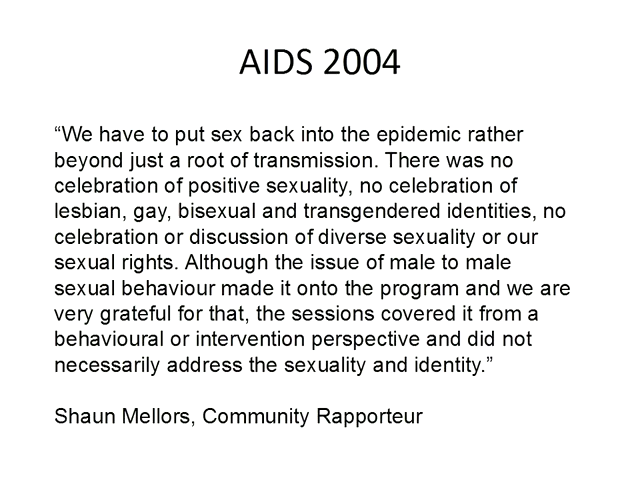 AIDS 2004
“We have to put sex back into the epidemic rather
beyond just a root of transmission. There was no
celebration of positive sexuality, no celebration of
lesbian, gay, bisexual and transgendered identities, no
celebration or discussion of diverse sexuality or our
sexual rights. Although the issue of male to male
sexual behaviour made it onto the program and we are
very grateful for that, the sessions covered it from a
behavioural or intervention perspective and did not
necessarily address the sexuality and identity.”
Shaun Mellors, Community Rapporteur